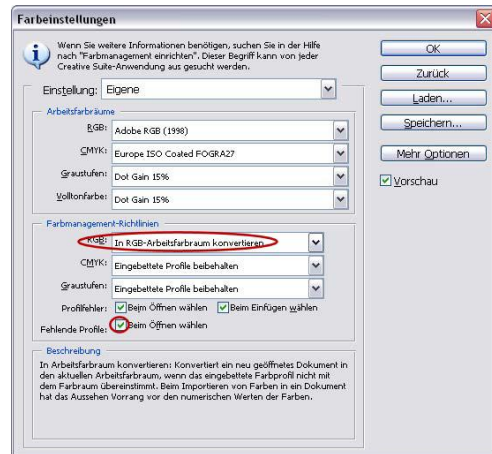 Farbeinstellungen
Wenn Sie weitere Informationen benötigen, suchen Sie in der Hilfe
nach "Farbmanagement einrichten". Dieser Begriff kann von jeder
Creative Suite-Anwendung aus gesucht werden.
Einstellung: Eigene
Arbeitsfarbräume
RGB: Adobe RGB (1998)
CMYK: Europe ISO Coated FOGRA27
Graustufen: Dot Gain 15%
Volltonfarbe: Dot Gain 15%
Farbmanagement-Richtlinien
RGB: In RGB-Arbeitsfarbraum konvertieren
CMYK: Eingebettete Profile beibehalten
Graustufen: Eingebettete Profile beibehalten
Profilfehler: Beim Öffnen wählen Beim Einfügen wählen
Fehlende Profile: Beim Öffnen wählen
Beschreibung
In Arbeitsfarbraum konvertieren: Konvertiert ein neu geöffnetes Dokument in
den aktuellen Arbeitsfarbraum, wenn das eingebettete Farbprofil nicht mit
dem Farbraum übereinstimmt. Beim Importieren von Farben in ein Dokument
hat das Aussehen Vorrang vor den numerischen Werten der Farben.
OK
Zurück
Laden...
Speichern...
Mehr Optionen
Vorschau